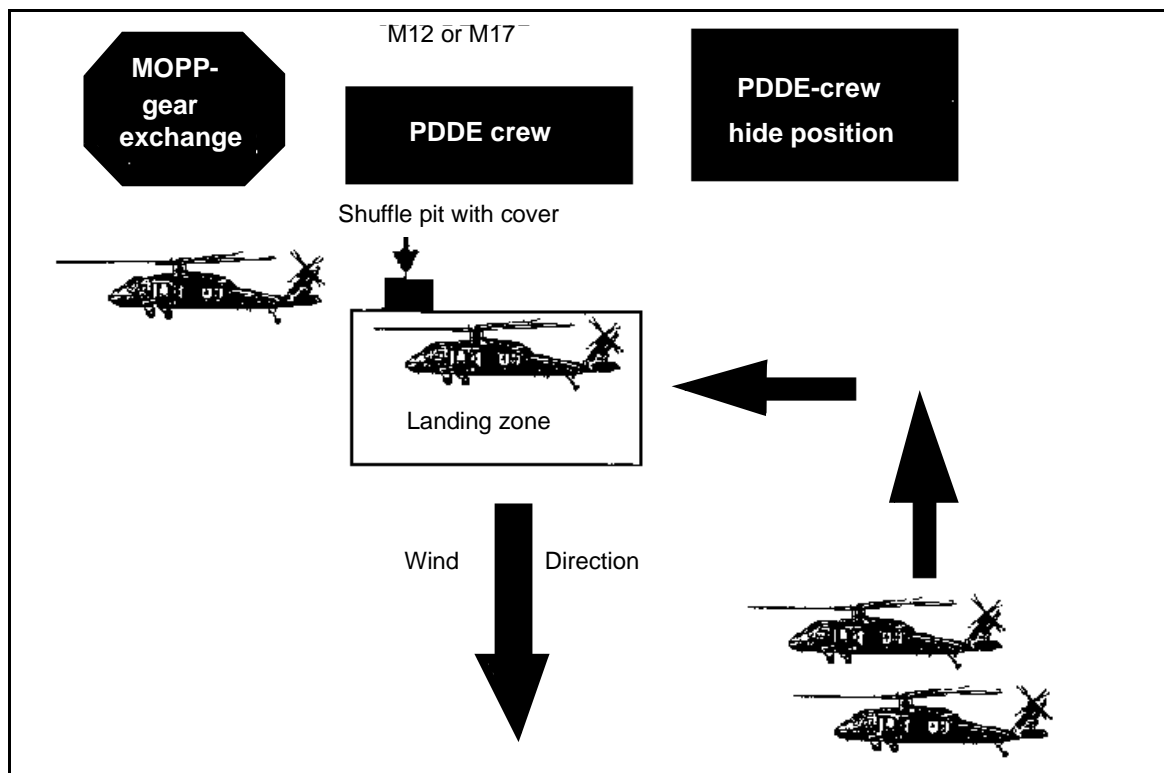 M12 or M17
MOPP-
gear
exchange
PDDE crew
PDDE-crew
hide position
Shuffle pit with cover
Landing zone
Wind Direction